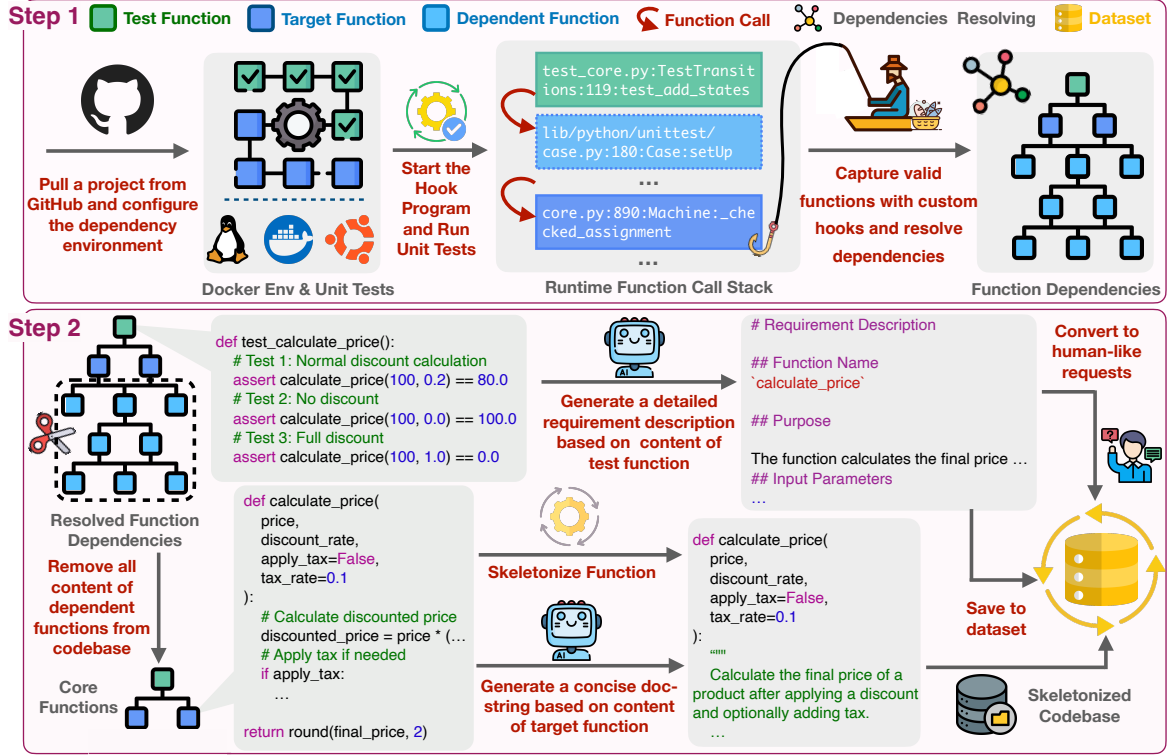 Step 1
Test Function
Target Function
Dependent Function
Function Call
Dependencies Resolving
Dataset
Pull a project from
GitHub and configure
the dependency
environment
Docker Env & Unit Tests
Start the
Hook
Program
and Run
Unit Tests
test_core.py:TestTransit
ions:119:test_add_states
lib/python/unittest/
case.py:180:Case:setUp
...
core.py:890:Machine:_che
cked_assignment
...
Runtime Function Call Stack
Capture valid
functions with custom
hooks and resolve
dependencies
Function Dependencies
Step 2
Resolved Function
Dependencies
Remove all
content of
dependent
functions from
codebase
Core
Functions
def test_calculate_price():
# Test 1: Normal discount calculation
assert calculate_price(100, 0.2) == 80.0
# Test 2: No discount
assert calculate_price(100, 0.0) == 100.0
# Test 3: Full discount
assert calculate_price(100, 1.0) == 0.0
AI
Generate a detailed
requirement description
based on content of
test function
# Requirement Description
## Function Name
`calculate_price`
## Purpose
The function calculates the final price ...
## Input Parameters
...
Convert to
human-like
requests
?
def calculate_price(
price,
discount_rate,
apply_tax=False,
tax_rate=0.1
):
# Calculate discounted price
discounted_price = price * (...
# Apply tax if needed
if apply_tax:
...
return round(final_price, 2)
Skeletonize Function
AI
Generate a concise doc-
string based on content
of target function
def calculate_price(
price,
discount_rate,
apply_tax=False,
tax_rate=0.1
):
"""
Calculate the final price of a
product after applying a discount
and optionally adding tax.
...
Save to
dataset
Skeletonized
Codebase